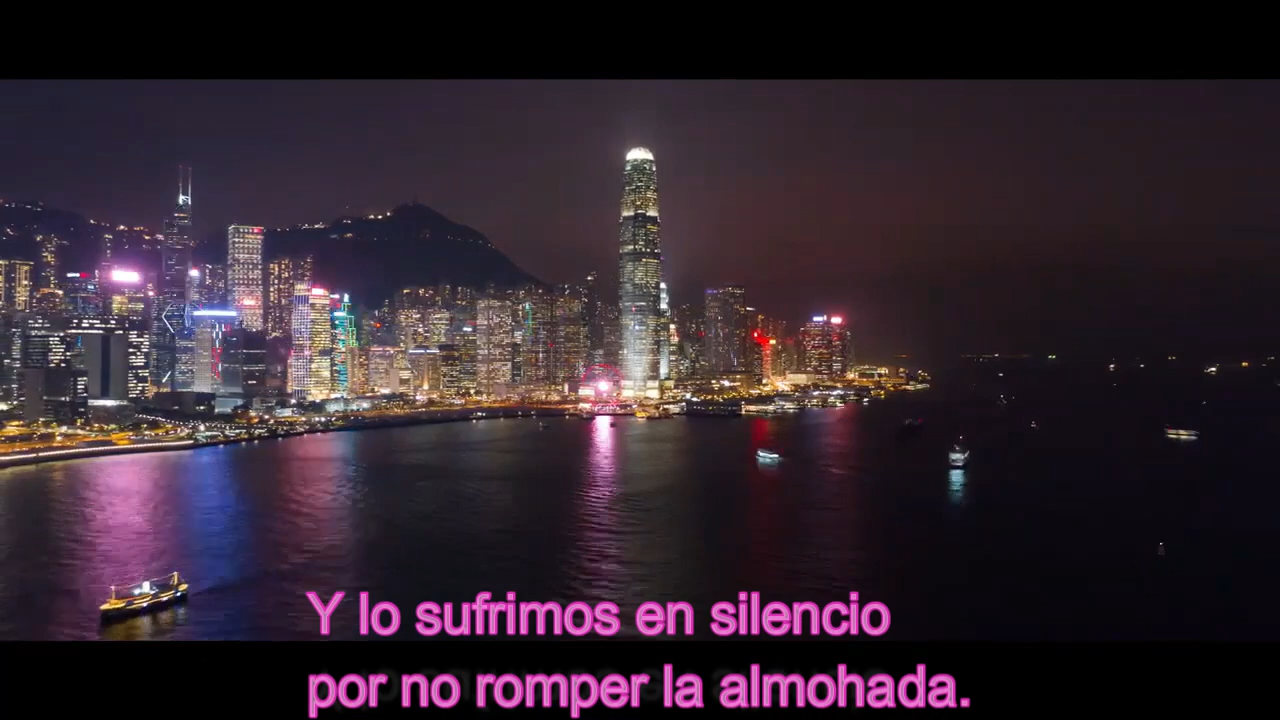 Y lo sufrimos en silencio
por no romper la almohada.